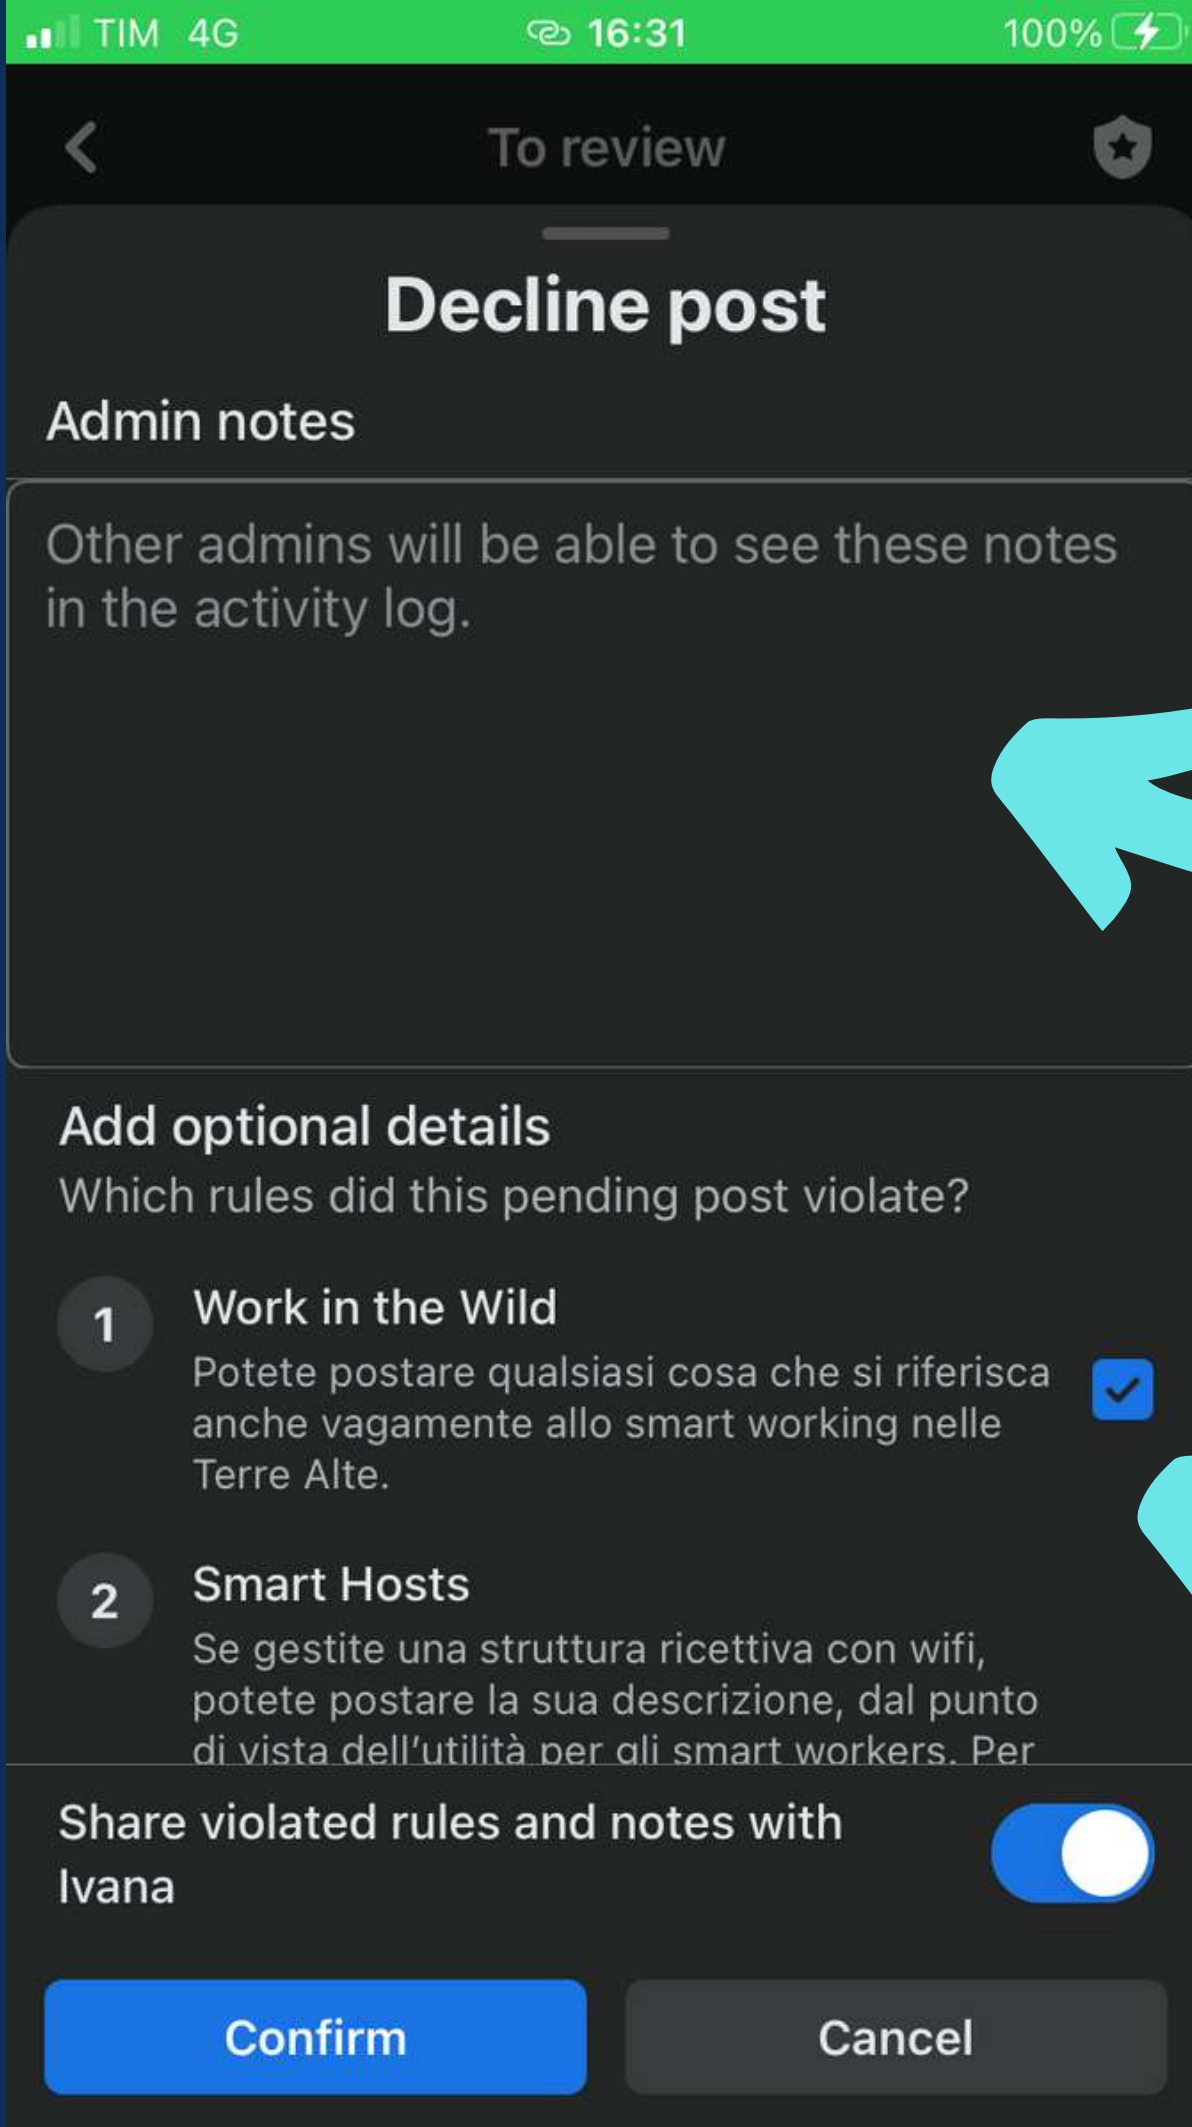 TIM 4G 16:31 100%
To review
Decline post
Admin notes
Other admins will be able to see these notes
in the activity log.
Add optional details
Which rules did this pending post violate?
1 Work in the Wild
Potete postare qualsiasi cosa che si riferisca
anche vagamente allo smart working nelle
Terre Alte.
2 Smart Hosts
Se gestite una struttura ricettiva con wifi,
potete postare la sua descrizione, dal punto
di vista dell'utilità per gli smart workers. Per
Share violated rules and notes with
Ivana
Confirm Cancel